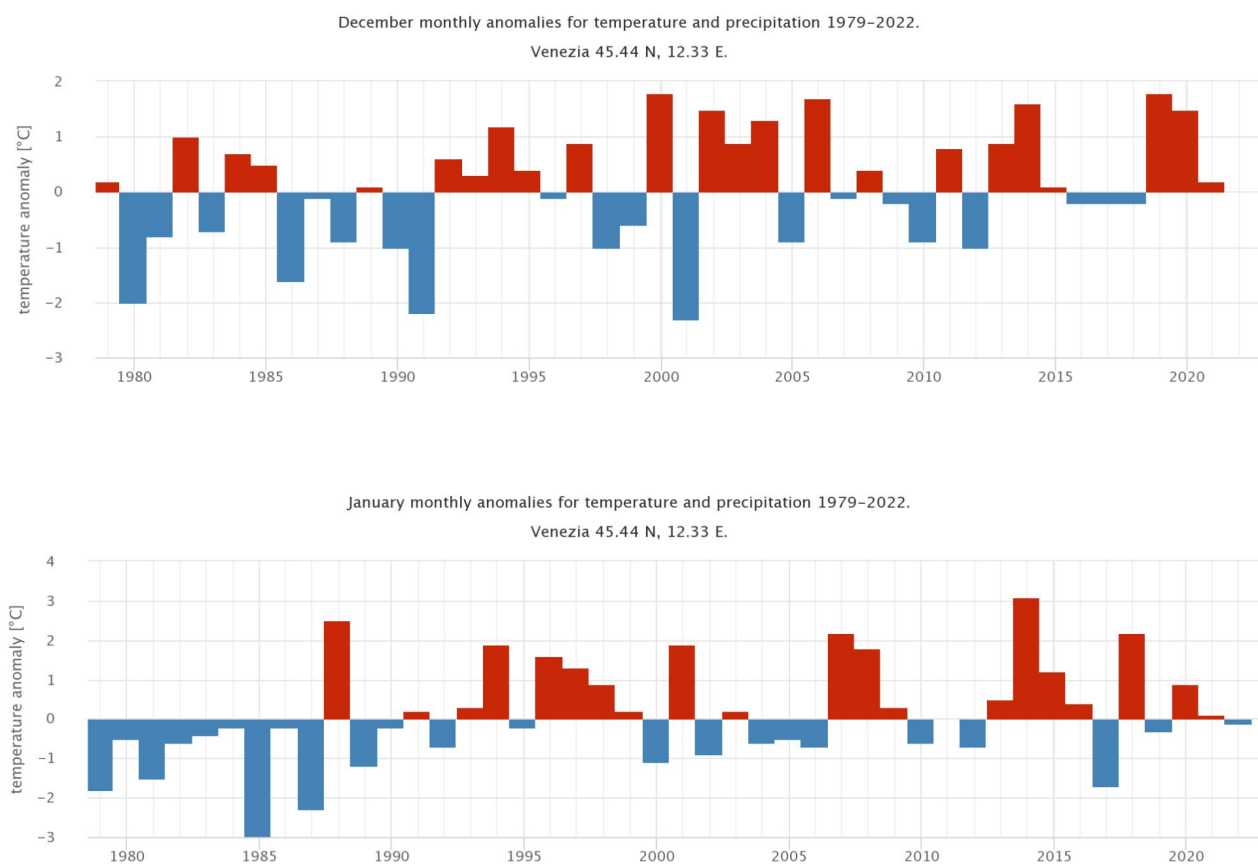 December monthly anomalies for temperature and precipitation 1979-2022.
Venezia 45.44 N, 12.33 E.
temperature anomaly [°C]
2
1
0
-1
-2
-3
1980 1985 1990 1995 2000 2005 2010 2015 2020
January monthly anomalies for temperature and precipitation 1979-2022.
Venezia 45.44 N, 12.33 E.
temperature anomaly [°C]
4
3
2
1
0
-1
-2
-3
1980 1985 1990 1995 2000 2005 2010 2015 2020